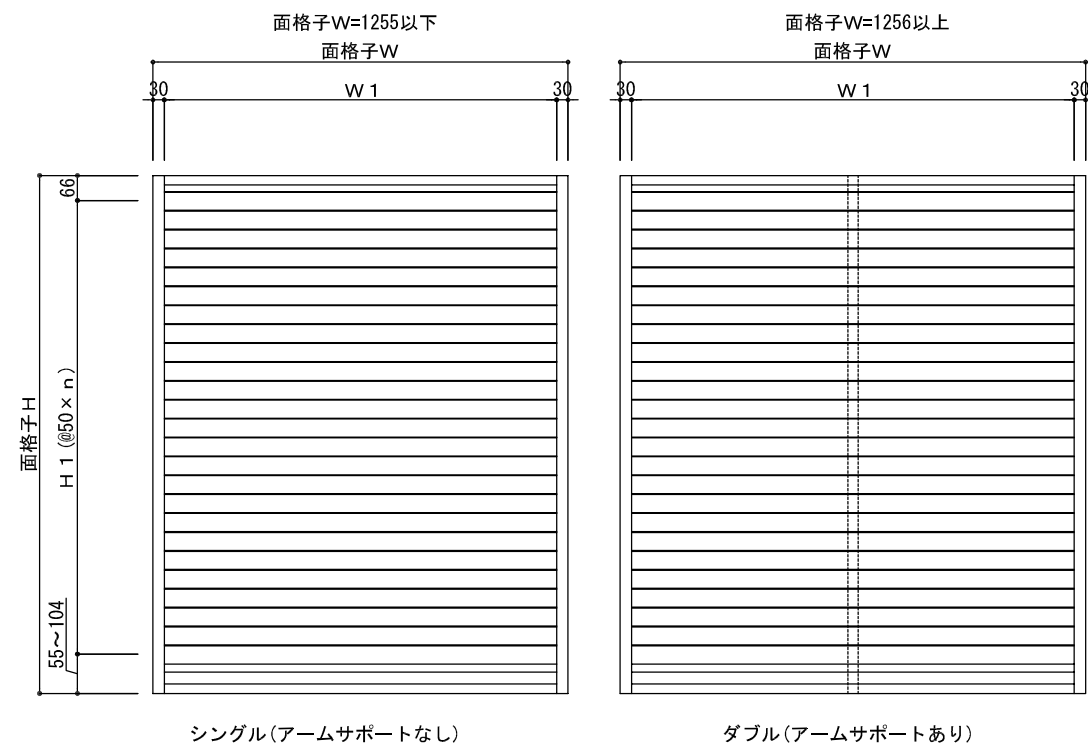 面格子W=1255以下
面格子W
30
W1
30
66
面格子H
H1(@50×n)
55~104
シングル(アームサポートなし)
面格子W=1256以上
面格子W
30
W1
30
ダブル(アームサポートあり)